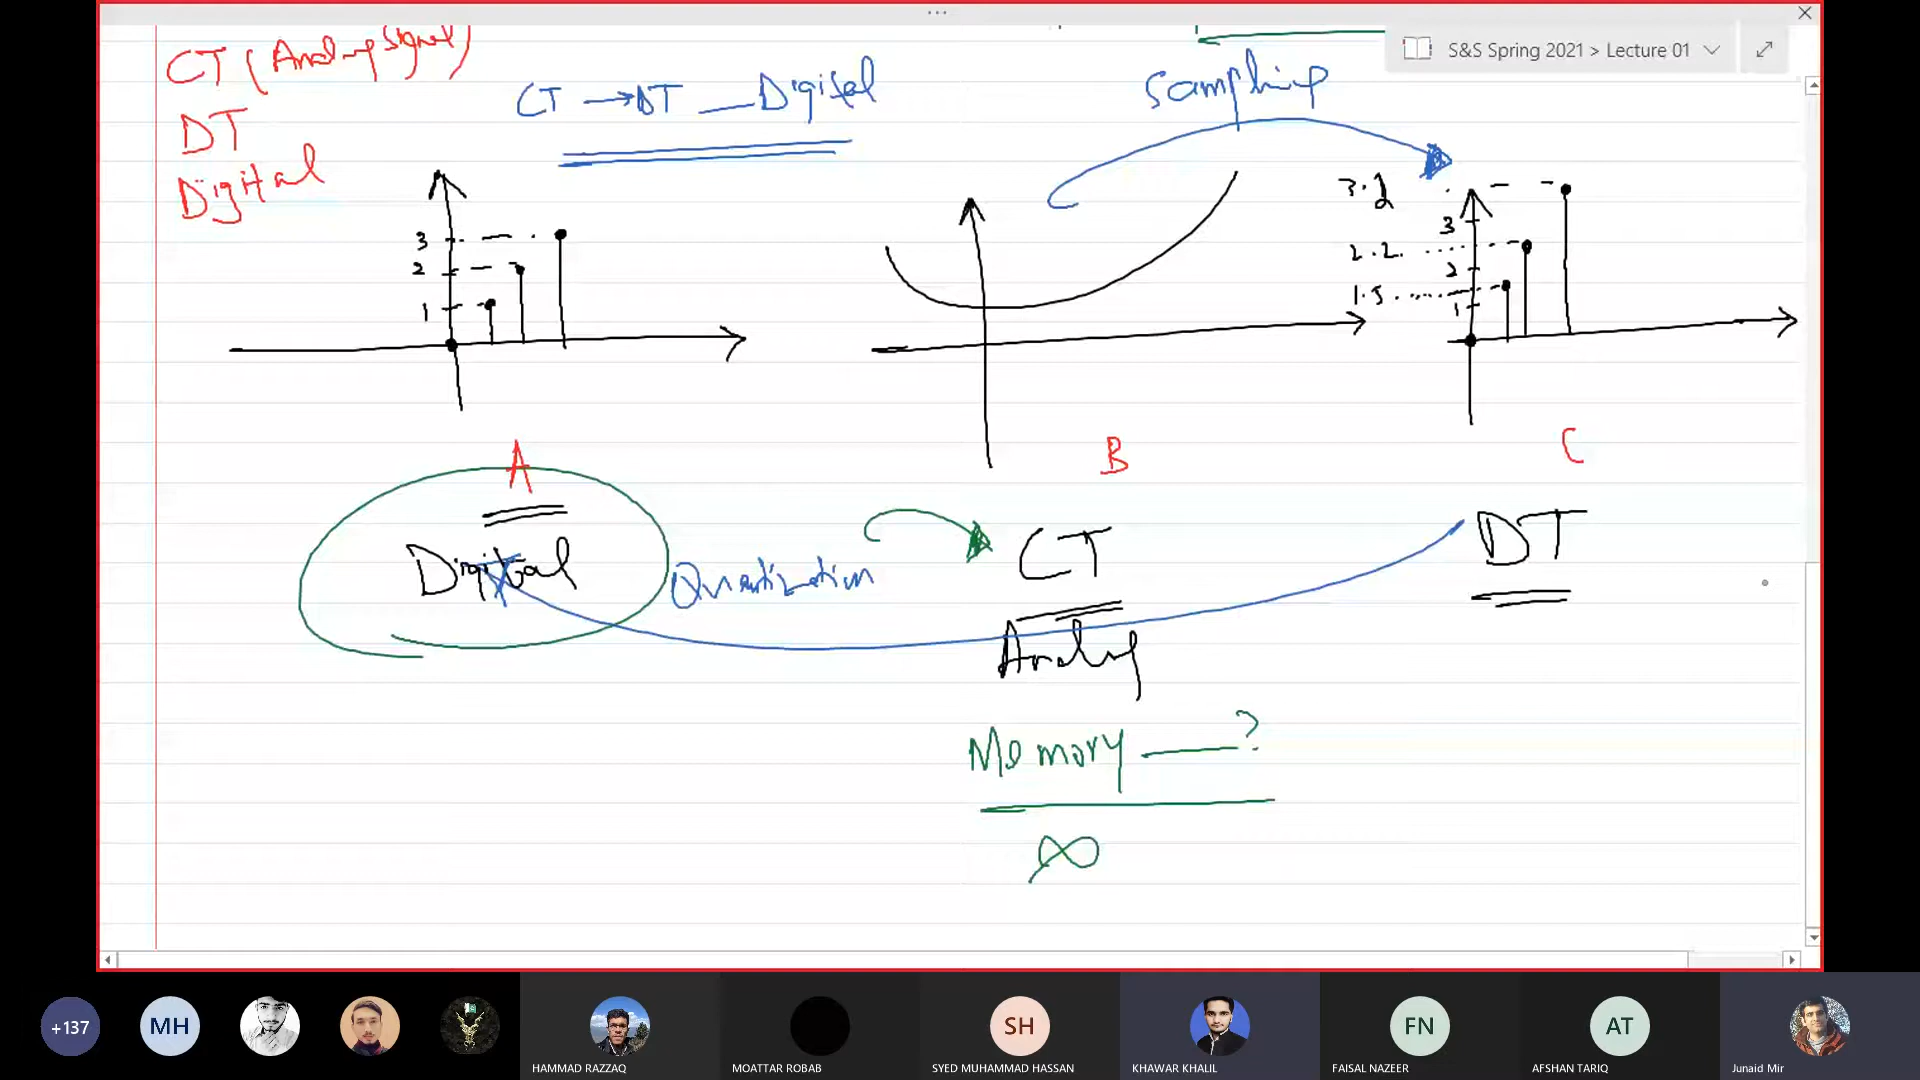 S&S Spring 2021 > Lecture 01
CT (Analog Signal)
DT
Digital
CT → DT — Digital
Sampling
3
2
1
3.2
3
2.2
2
1.5
1
A
B
C
Digital
Quantization
CT
DT
Analog
Memory — ?
∞
+137
MH
SH
FN
AT
HAMMAD RAZZAQ
MOATTAR ROBAB
SYED MUHAMMAD HASSAN
KHAWAR KHALIL
FAISAL NAZEER
AFSHAN TARIQ
Junaid Mir